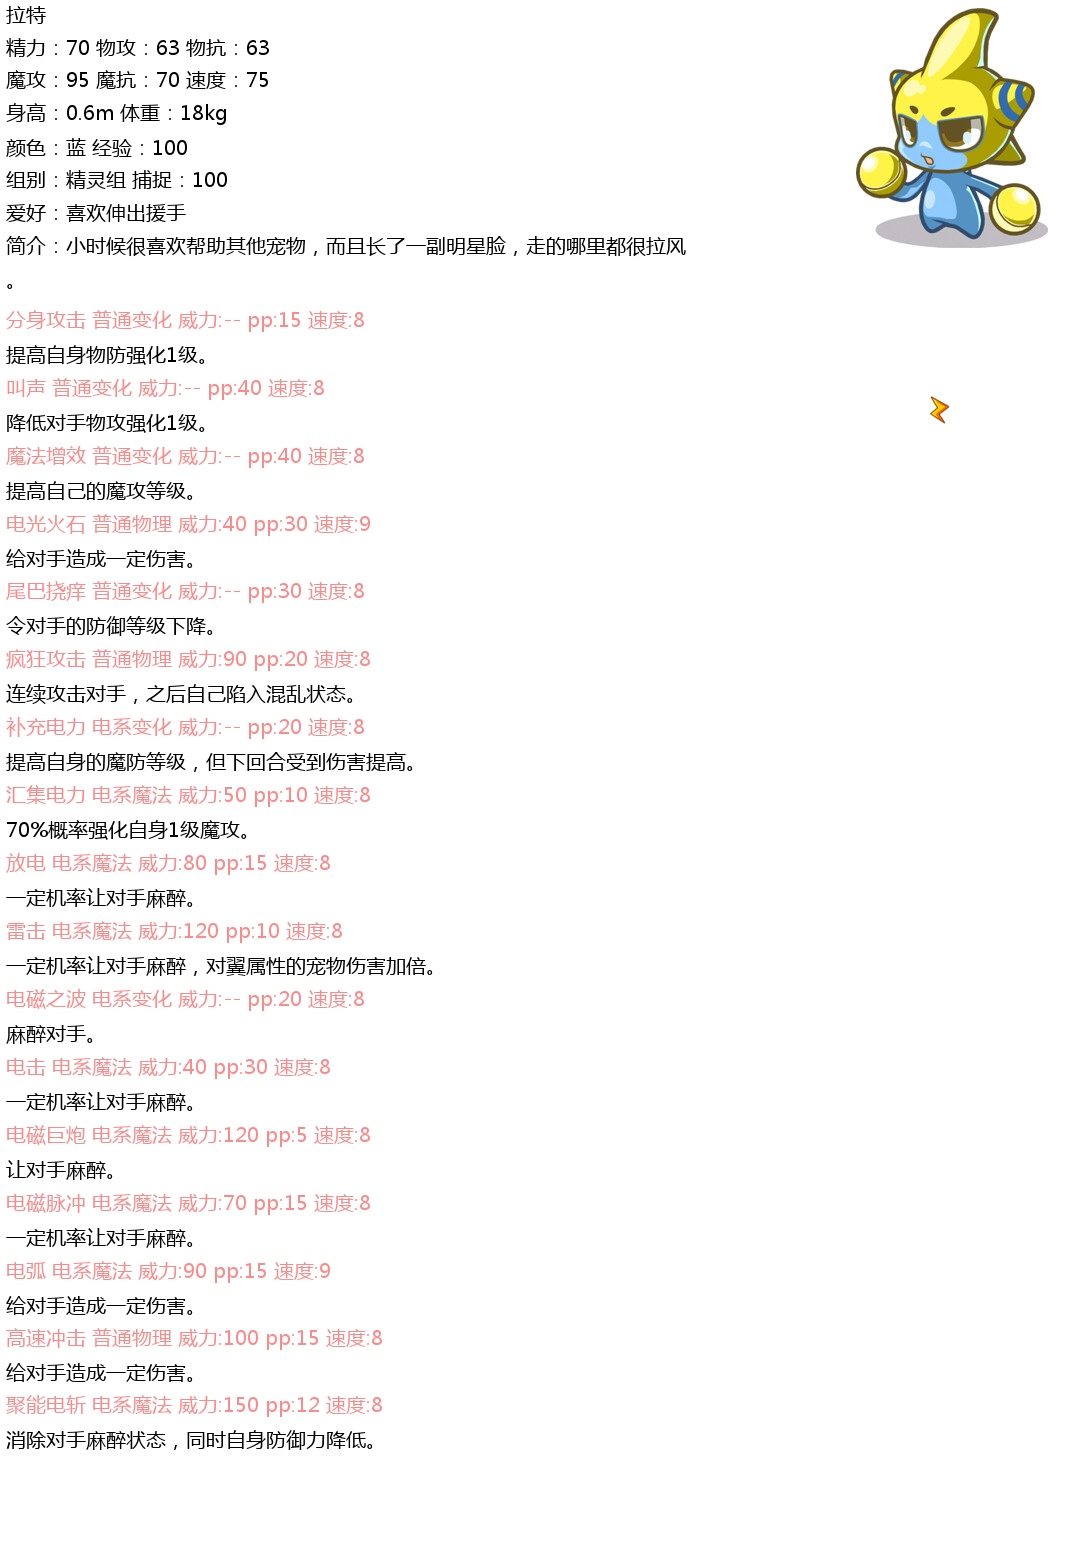 拉特
精力：70 物攻：63 物抗：63
魔攻：95 魔抗：70 速度：75
身高：0.6m 体重：18kg
颜色：蓝 经验：100
组别：精灵组 捕捉：100
爱好：喜欢伸出援手
简介：小时候很喜欢帮助其他宠物，而且长了一副明星脸，走的哪里都很拉风
。
分身攻击 普通变化 威力:-- pp:15 速度:8
提高自身物防强化1级。
叫声 普通变化 威力:-- pp:40 速度:8
降低对手物攻强化1级。
魔法增效 普通变化 威力:-- pp:40 速度:8
提高自己的魔攻等级。
电光火石 普通物理 威力:40 pp:30 速度:9
给对手造成一定伤害。
尾巴挠痒 普通变化 威力:-- pp:30 速度:8
令对手的防御等级下降。
疯狂攻击 普通物理 威力:90 pp:20 速度:8
连续攻击对手，之后自己陷入混乱状态。
补充电力 电系变化 威力:-- pp:20 速度:8
提高自身的魔防等级，但下回合受到伤害提高。
汇集电力 电系魔法 威力:50 pp:10 速度:8
70%概率强化自身1级魔攻。
放电 电系魔法 威力:80 pp:15 速度:8
一定机率让对手麻醉。
雷击 电系魔法 威力:120 pp:10 速度:8
一定机率让对手麻醉，对翼属性的宠物伤害加倍。
电磁之波 电系变化 威力:-- pp:20 速度:8
麻醉对手。
电击 电系魔法 威力:40 pp:30 速度:8
一定机率让对手麻醉。
电磁巨炮 电系魔法 威力:120 pp:5 速度:8
让对手麻醉。
电磁脉冲 电系魔法 威力:70 pp:15 速度:8
一定机率让对手麻醉。
电弧 电系魔法 威力:90 pp:15 速度:9
给对手造成一定伤害。
高速冲击 普通物理 威力:100 pp:15 速度:8
给对手造成一定伤害。
聚能电斩 电系魔法 威力:150 pp:12 速度:8
消除对手麻醉状态，同时自身防御力降低。